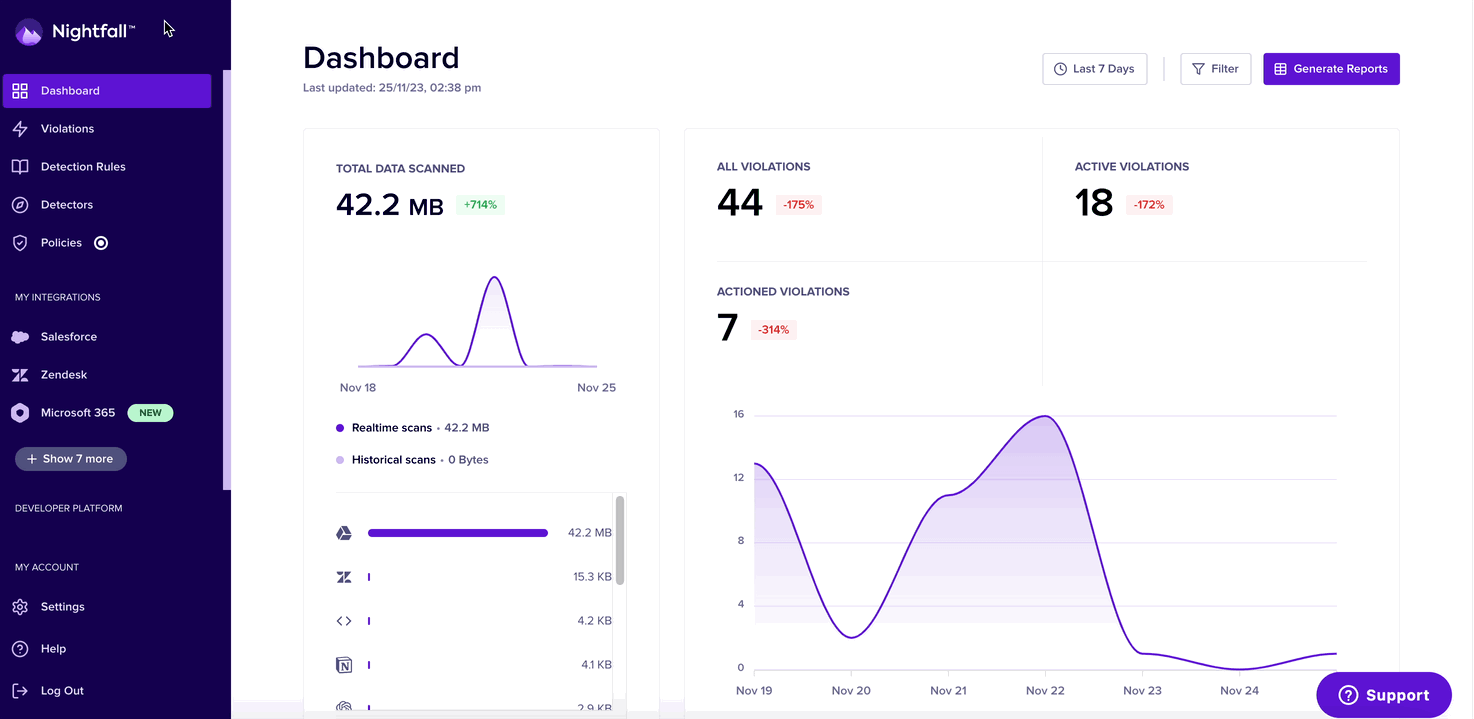 Nightfall™
Dashboard
Violations
Detection Rules
Detectors
Policies
MY INTEGRATIONS
Salesforce
Zendesk
Microsoft 365 NEW
+ Show 7 more
DEVELOPER PLATFORM
MY ACCOUNT
Settings
Help
Log Out
Dashboard
Last updated: 25/11/23, 02:38 pm
Last 7 Days
Filter
Generate Reports
TOTAL DATA SCANNED
42.2 MB +714%
Nov 18 Nov 25
Realtime scans • 42.2 MB
Historical scans • 0 Bytes
42.2 MB
15.3 KB
4.2 KB
4.1 KB
2.9 KB
ALL VIOLATIONS
44 -175%
ACTIVE VIOLATIONS
18 -172%
ACTIONED VIOLATIONS
7 -314%
16
12
8
4
0
Nov 19 Nov 20 Nov 21 Nov 22 Nov 23 Nov 24
Support